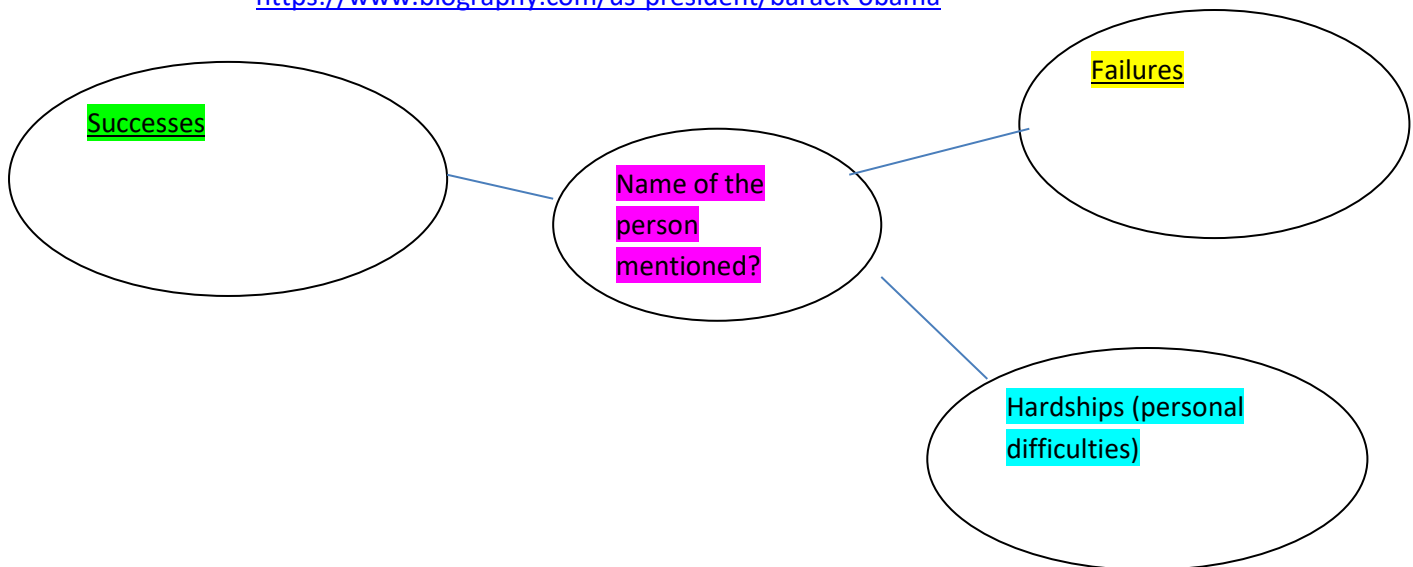 https://www.biography.com/us-president/barack-obama
Successes
Failures
Name of the
person
mentioned?
Hardships (personal
difficulties)